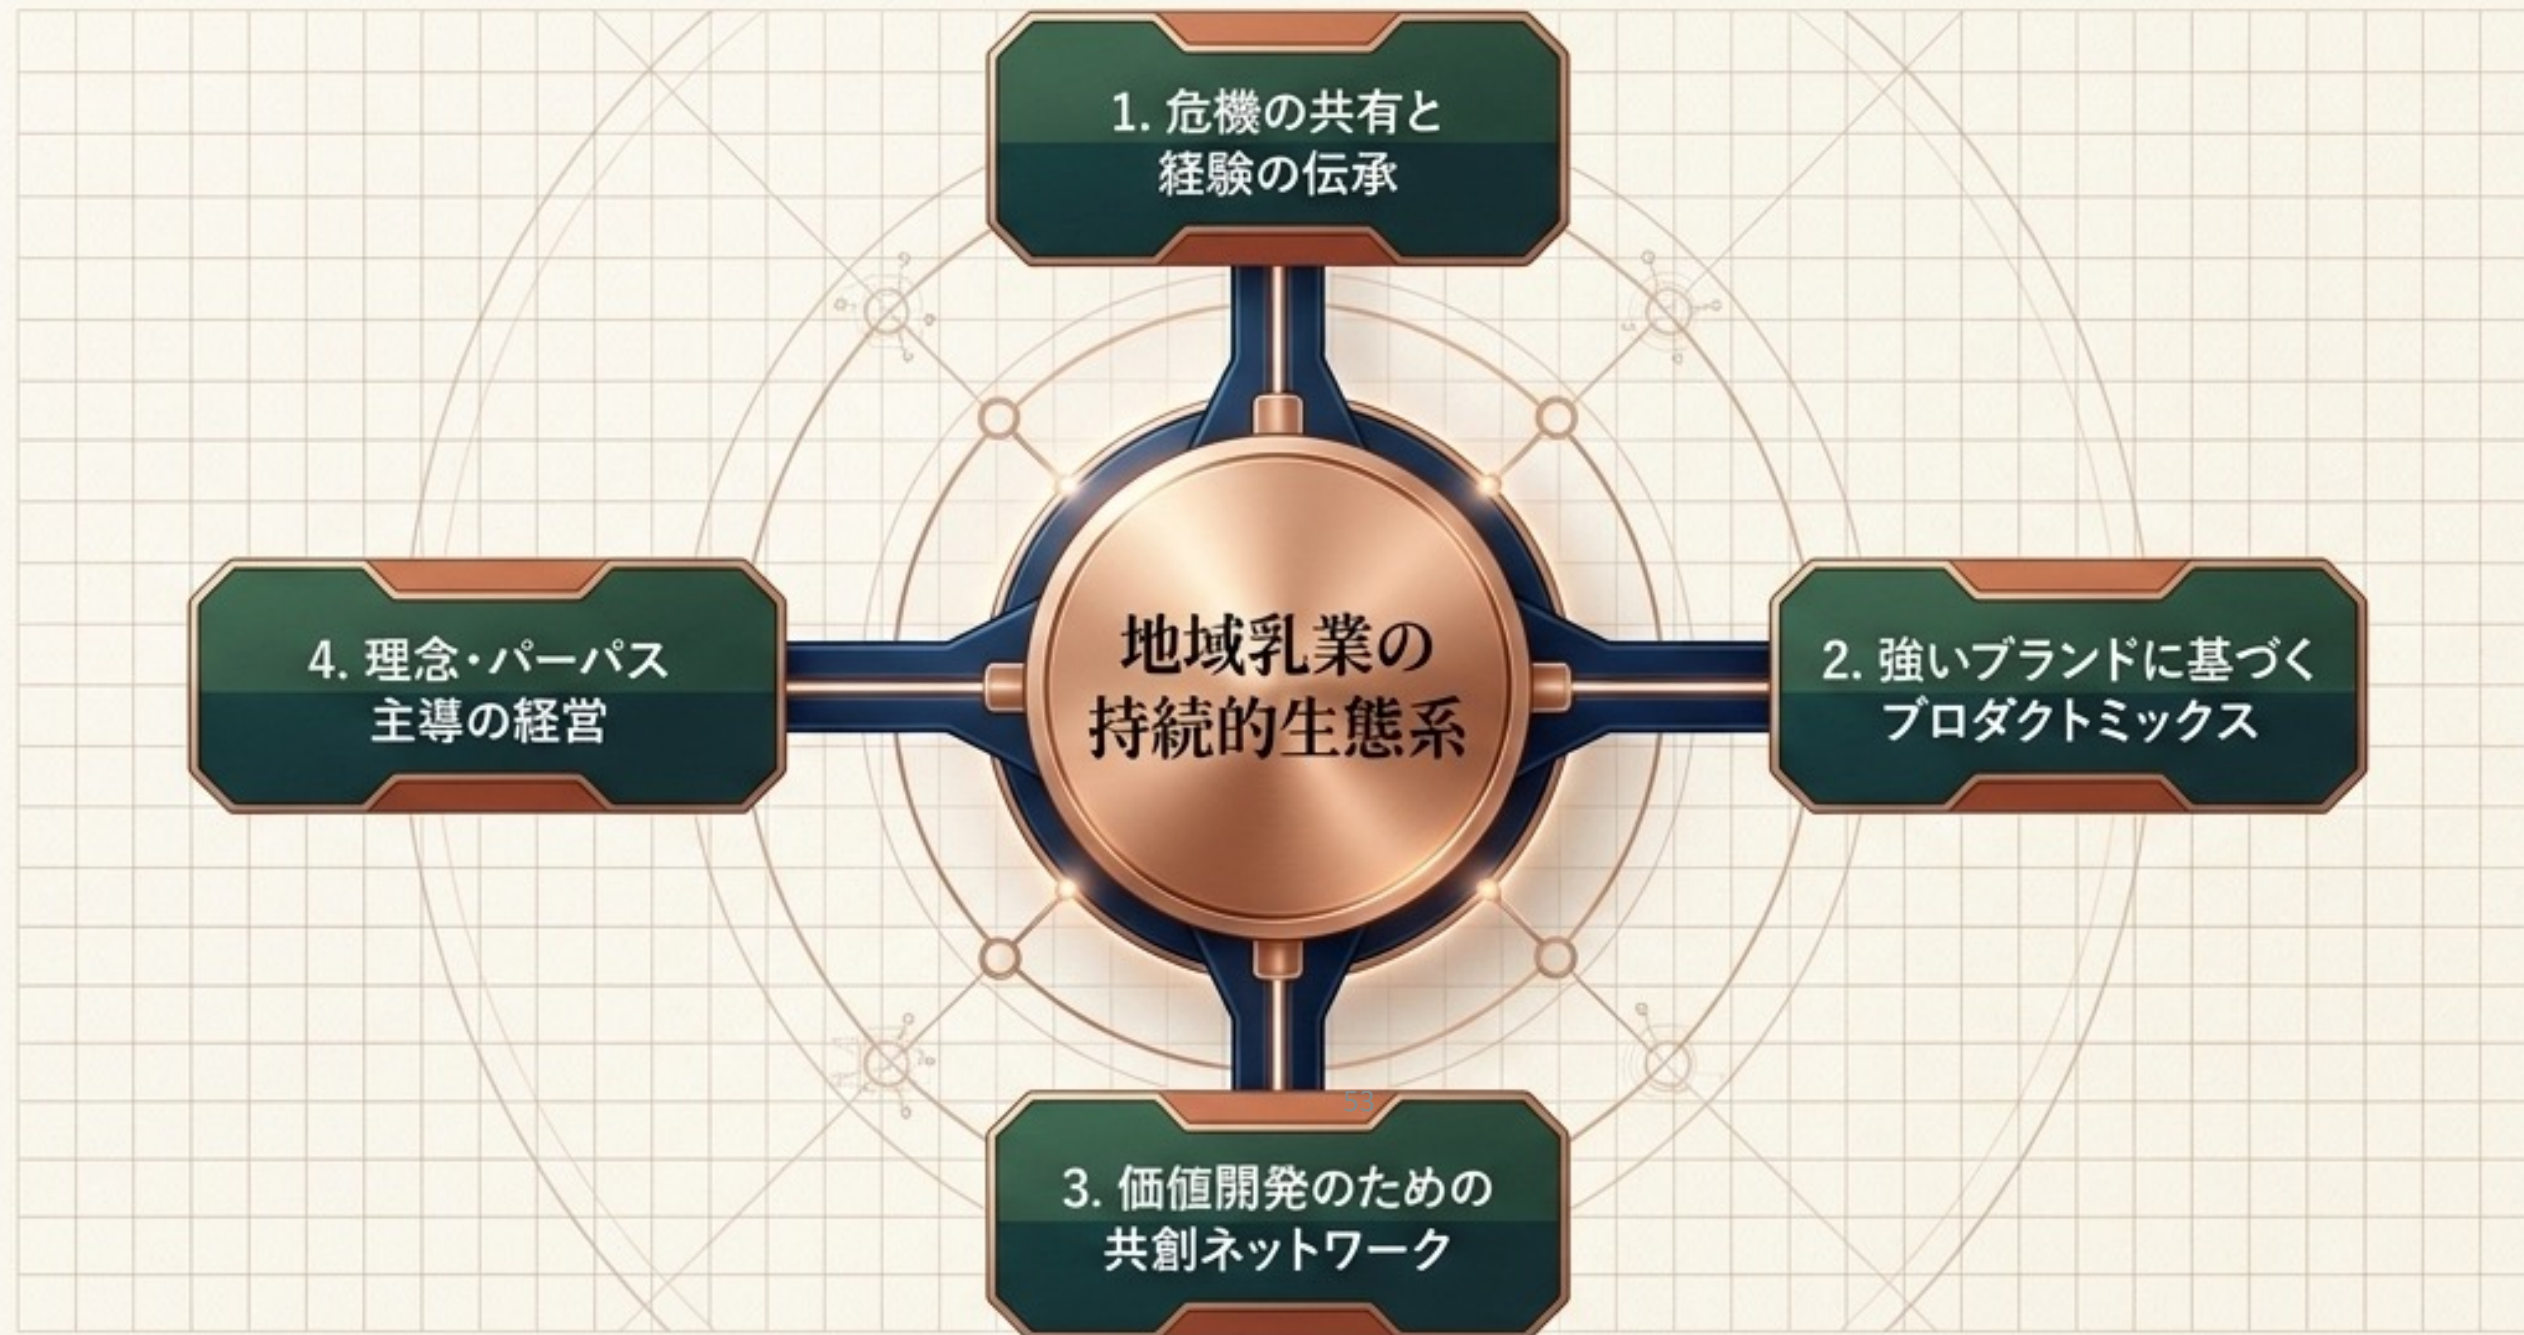 1. 危機の共有と
経験の伝承
4. 理念・パーパス
主導の経営
地域乳業の
持続的生態系
2. 強いブランドに基づく
プロダクトミックス
53
3. 価値開発のための
共創ネットワーク